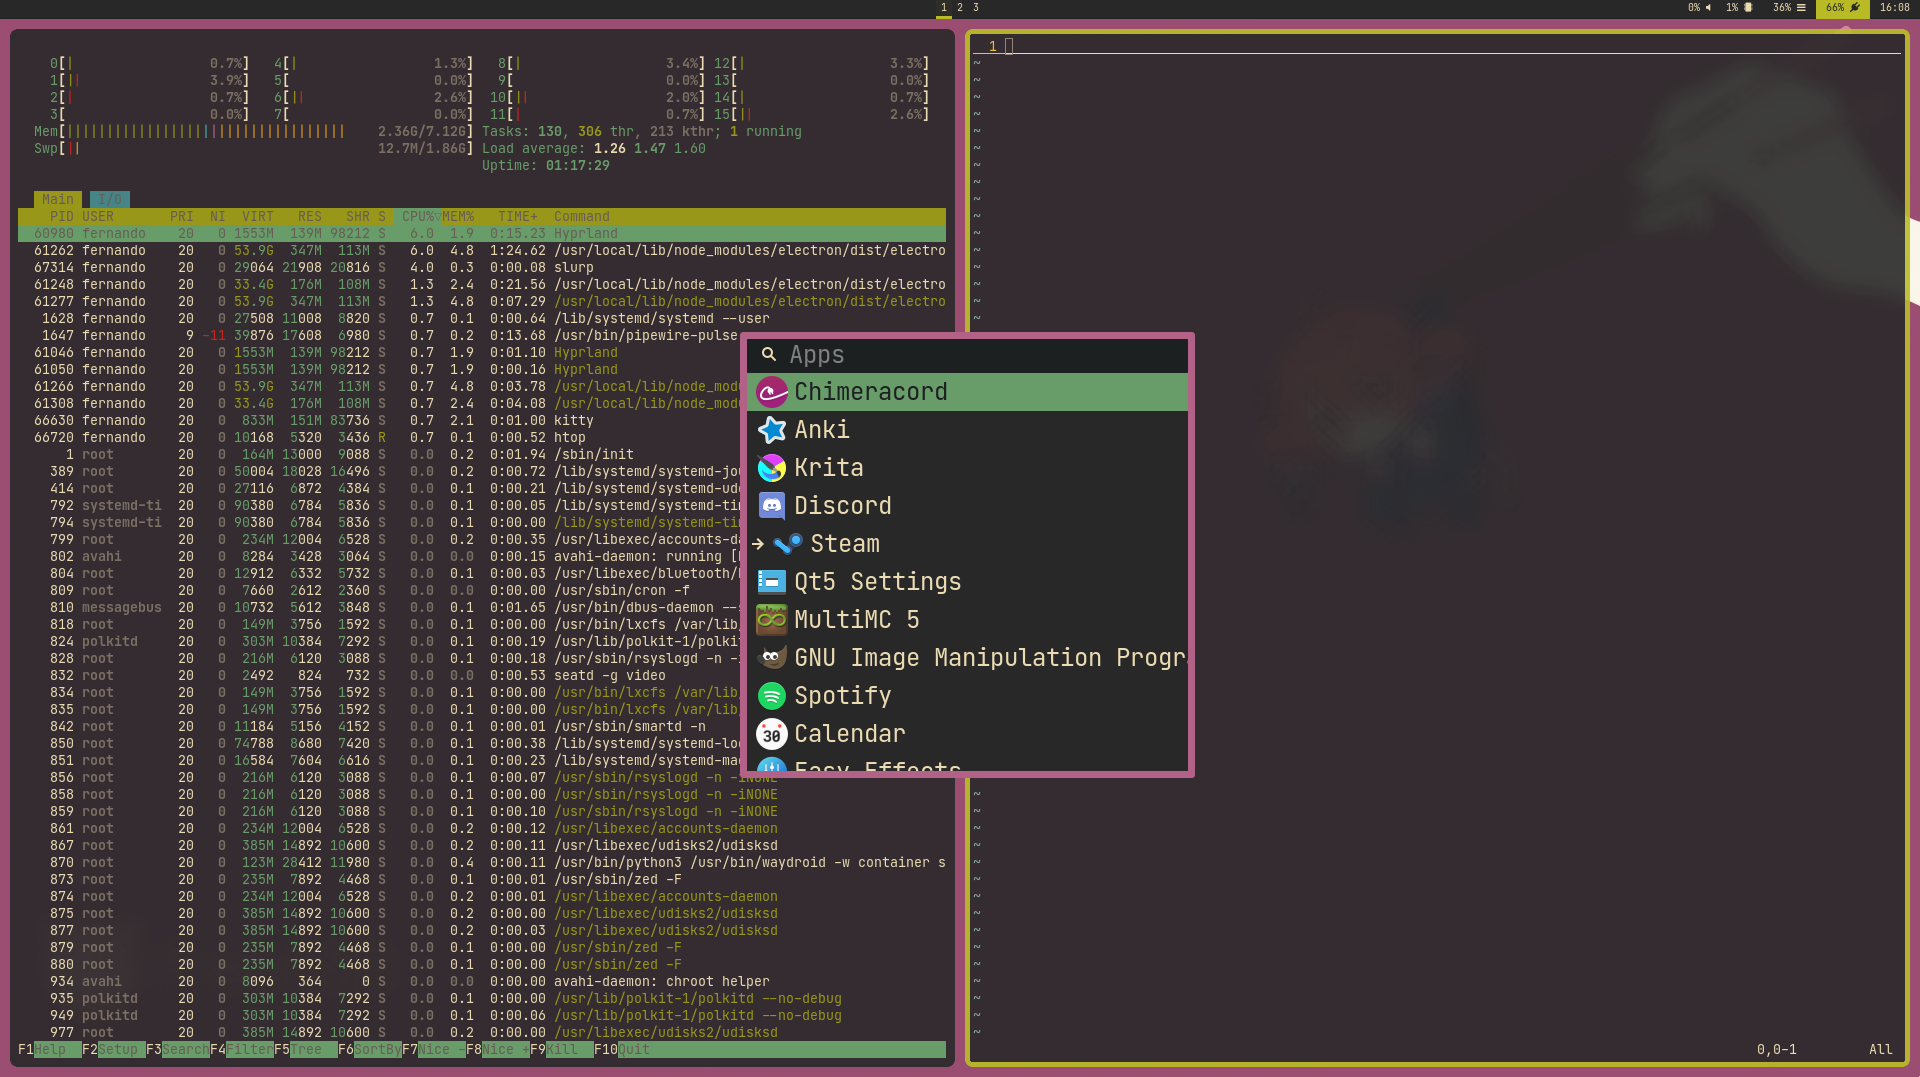 1 2 3 0% 1% 36% 66% 16:08
0[| 0.7%] 4[| 1.3%] 8[| 3.4%] 12[| 3.3%]
1[|| 3.9%] 5[ 0.0%] 9[ 0.0%] 13[ 0.0%]
2[| 0.7%] 6[|| 2.6%] 10[|| 2.0%] 14[| 0.7%]
3[ 0.0%] 7[ 0.0%] 11[| 0.7%] 15[|| 2.6%]
Mem[||||||||||||||||||||||||||||||||||| 2.36G/7.12G] Tasks: 130, 306 thr, 213 kthr; 1 running
Swp[|| 12.7M/1.86G] Load average: 1.26 1.47 1.60
Uptime: 01:17:29
Main I/O
PID USER PRI NI VIRT RES SHR S CPU%▽MEM% TIME+ Command
60980 fernando 20 0 1553M 139M 98212 S 6.0 1.9 0:15.23 Hyprland
61262 fernando 20 0 53.9G 347M 113M S 6.0 4.8 1:24.62 /usr/local/lib/node_modules/electron/dist/electro
67314 fernando 20 0 29064 21908 20816 S 4.0 0.3 0:00.08 slurp
61248 fernando 20 0 33.4G 176M 108M S 1.3 2.4 0:21.56 /usr/local/lib/node_modules/electron/dist/electro
61277 fernando 20 0 53.9G 347M 113M S 1.3 4.8 0:07.29 /usr/local/lib/node_modules/electron/dist/electro
1628 fernando 20 0 27508 11008 8820 S 0.7 0.1 0:00.64 /lib/systemd/systemd --user
1647 fernando 9 -11 39876 17608 6980 S 0.7 0.2 0:13.68 /usr/bin/pipewire-pulse
61046 fernando 20 0 1553M 139M 98212 S 0.7 1.9 0:01.10 Hyprland
61050 fernando 20 0 1553M 139M 98212 S 0.7 1.9 0:00.16 Hyprland
61266 fernando 20 0 53.9G 347M 113M S 0.7 4.8 0:03.78 /usr/local/lib/node_mod
61308 fernando 20 0 33.4G 176M 108M S 0.7 2.4 0:04.08 /usr/local/lib/node_mod
66630 fernando 20 0 833M 151M 83736 S 0.7 2.1 0:01.00 kitty
66720 fernando 20 0 10168 5320 3436 R 0.7 0.1 0:00.52 htop
1 root 20 0 164M 13000 9088 S 0.0 0.2 0:01.94 /sbin/init
389 root 20 0 50004 18028 16496 S 0.0 0.2 0:00.72 /lib/systemd/systemd-jou
414 root 20 0 27116 6872 4384 S 0.0 0.1 0:00.21 /lib/systemd/systemd-ude
792 systemd-ti 20 0 90380 6784 5836 S 0.0 0.1 0:00.05 /lib/systemd/systemd-tim
794 systemd-ti 20 0 90380 6784 5836 S 0.0 0.1 0:00.00 /lib/systemd/systemd-tim
799 root 20 0 234M 12004 6528 S 0.0 0.2 0:00.35 /usr/libexec/accounts-da
802 avahi 20 0 8284 3428 3064 S 0.0 0.0 0:00.15 avahi-daemon: running [
804 root 20 0 12912 6332 5732 S 0.0 0.1 0:00.03 /usr/libexec/bluetooth/
809 root 20 0 7660 2612 2360 S 0.0 0.0 0:00.00 /usr/sbin/cron -f
810 messagebus 20 0 10732 5612 3848 S 0.0 0.1 0:01.65 /usr/bin/dbus-daemon --s
818 root 20 0 149M 3756 1592 S 0.0 0.1 0:00.00 /usr/bin/lxcfs /var/lib
824 polkitd 20 0 303M 10384 7292 S 0.0 0.1 0:00.19 /usr/lib/polkit-1/polki
828 root 20 0 216M 6120 3088 S 0.0 0.1 0:00.18 /usr/sbin/rsyslogd -n -
832 root 20 0 2492 824 732 S 0.0 0.0 0:00.53 seatd -g video
834 root 20 0 149M 3756 1592 S 0.0 0.1 0:00.00 /usr/bin/lxcfs /var/lib
835 root 20 0 149M 3756 1592 S 0.0 0.1 0:00.00 /usr/bin/lxcfs /var/lib
842 root 20 0 11184 5156 4152 S 0.0 0.1 0:00.01 /usr/sbin/smartd -n
850 root 20 0 74788 8680 7420 S 0.0 0.1 0:00.38 /lib/systemd/systemd-lo
851 root 20 0 16584 7604 6616 S 0.0 0.1 0:00.23 /lib/systemd/systemd-ma
856 root 20 0 216M 6120 3088 S 0.0 0.1 0:00.07 /usr/sbin/rsyslogd -n -iNONE
858 root 20 0 216M 6120 3088 S 0.0 0.1 0:00.00 /usr/sbin/rsyslogd -n -iNONE
859 root 20 0 216M 6120 3088 S 0.0 0.1 0:00.10 /usr/sbin/rsyslogd -n -iNONE
861 root 20 0 234M 12004 6528 S 0.0 0.2 0:00.12 /usr/libexec/accounts-daemon
867 root 20 0 385M 14892 10600 S 0.0 0.2 0:00.11 /usr/libexec/udisks2/udisksd
870 root 20 0 123M 28412 11980 S 0.0 0.4 0:00.11 /usr/bin/python3 /usr/bin/waydroid -w container s
873 root 20 0 235M 7892 4468 S 0.0 0.1 0:00.01 /usr/sbin/zed -F
874 root 20 0 234M 12004 6528 S 0.0 0.2 0:00.01 /usr/libexec/accounts-daemon
875 root 20 0 385M 14892 10600 S 0.0 0.2 0:00.00 /usr/libexec/udisks2/udisksd
877 root 20 0 385M 14892 10600 S 0.0 0.2 0:00.03 /usr/libexec/udisks2/udisksd
879 root 20 0 235M 7892 4468 S 0.0 0.1 0:00.00 /usr/sbin/zed -F
880 root 20 0 235M 7892 4468 S 0.0 0.1 0:00.00 /usr/sbin/zed -F
934 avahi 20 0 8096 364 0 S 0.0 0.0 0:00.00 avahi-daemon: chroot helper
935 polkitd 20 0 303M 10384 7292 S 0.0 0.1 0:00.00 /usr/lib/polkit-1/polkitd --no-debug
949 polkitd 20 0 303M 10384 7292 S 0.0 0.1 0:00.06 /usr/lib/polkit-1/polkitd --no-debug
977 root 20 0 385M 14892 10600 S 0.0 0.2 0:00.00 /usr/libexec/udisks2/udisksd
F1Help F2Setup F3SearchF4FilterF5Tree F6SortByF7Nice -F8Nice +F9Kill F10Quit
Apps
Chimeracord
Anki
Krita
Discord
→ Steam
Qt5 Settings
MultiMC 5
GNU Image Manipulation Progr
Spotify
30 Calendar
Easy Effects
1
0,0-1 All